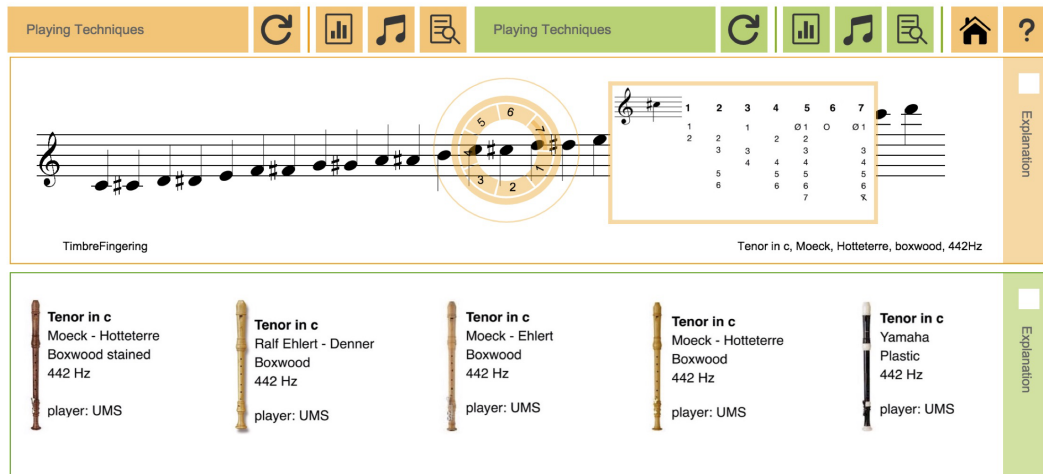 Playing Techniques
Playing Techniques
?
Explanation
1 2 3 4 5 6 7
1 1 Ø 1 O Ø 1
2 2 2 2
3 3 3 3
4 4 4 4
5 5 5 5
6 6 6 6
7 7
1
2
3
4
5
6
7
TimbreFingering
Tenor in c, Moeck, Hotteterre, boxwood, 442Hz
Explanation
Tenor in c
Moeck - Hotteterre
Boxwood stained
442 Hz
player: UMS
Tenor in c
Ralf Ehlert - Denner
Boxwood
442 Hz
player: UMS
Tenor in c
Moeck - Ehlert
Boxwood
442 Hz
player: UMS
Tenor in c
Moeck - Hotteterre
Boxwood
442 Hz
player: UMS
Tenor in c
Yamaha
Plastic
442 Hz
player: UMS